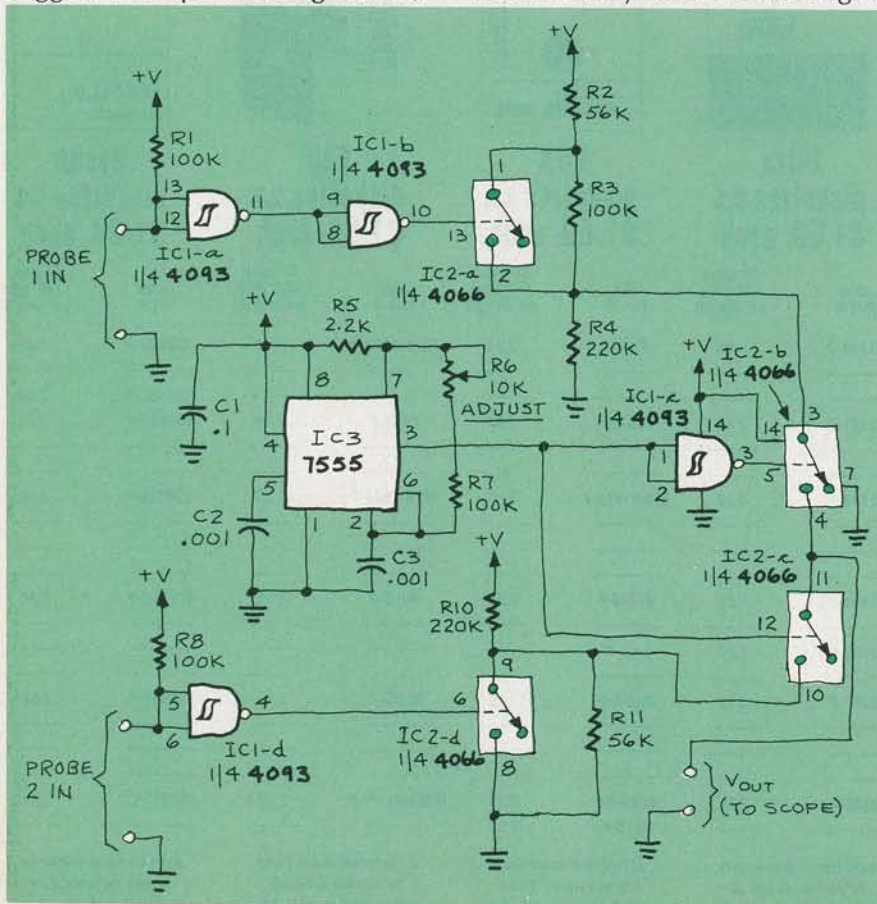 +V
R1
100K
13
12
11
IC1-a
1/4 4093
PROBE
1 IN
IC1-b
1/4 4093
9
8
10
+V
R2
56K
1
R3
100K
13
2
IC2-a
1/4 4066
R4
220K
+V
R5
2.2K
C1
.1
8
7
R6
10K
ADJUST
4
IC3
7555
3
5
6
1
2
C2
.001
R7
100K
C3
.001
+V
IC2-b
1/4 4066
IC1-c
1/4 4093
14
14
3
1
2
3
5
7
4
IC2-c
1/4 4066
11
12
10
+V
R8
100K
5
6
4
IC1-d
1/4 4093
PROBE
2 IN
+V
R10
220K
9
6
IC2-d
1/4 4066
8
R11
56K
VOUT
(TO SCOPE)